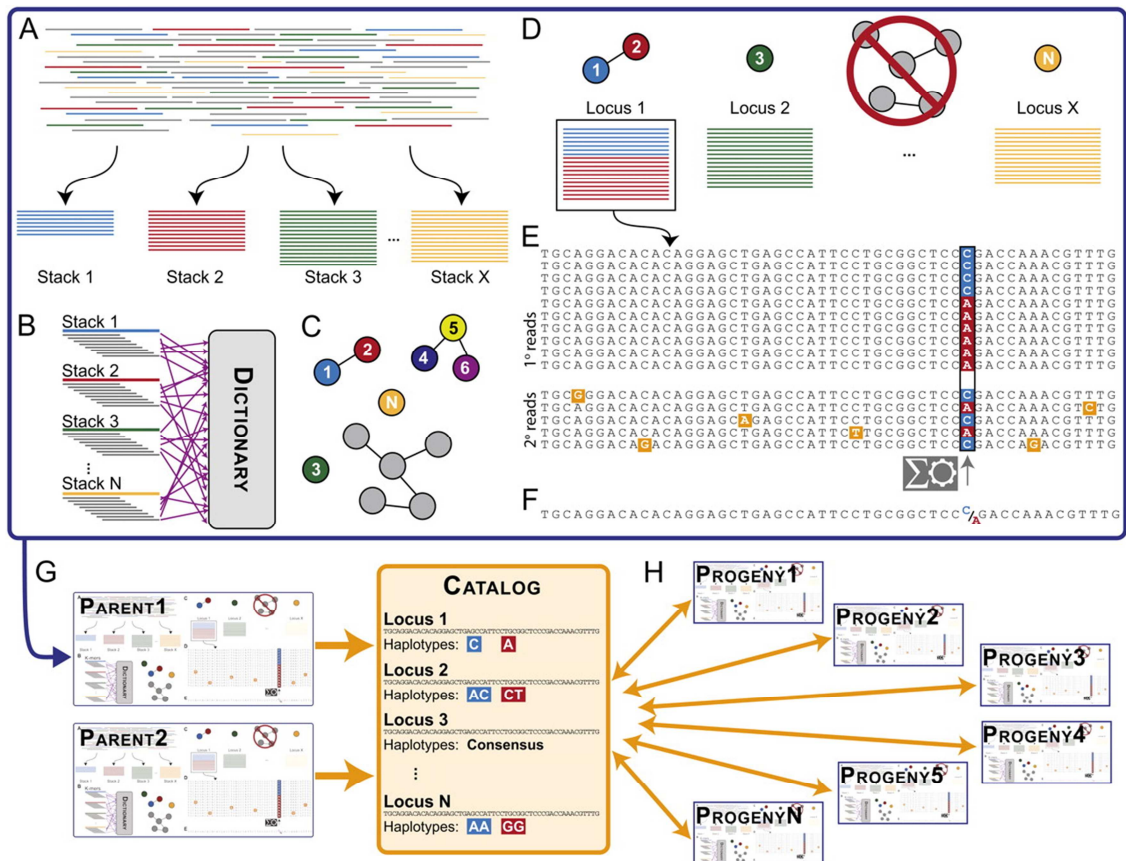 A
Stack 1
Stack 2
Stack 3
...
Stack X
B
Stack 1
Stack 2
Stack 3
⋮
Stack N
DICTIONARY
C
1
2
4
5
6
N
3
D
1
2
3
N
Locus 1
Locus 2
...
Locus X
E
1° reads
TGCAGGACACACAGGAGCTGAGCCATTCCTGCGGCTCCCGACCAAACGTTTG
TGCAGGACACACAGGAGCTGAGCCATTCCTGCGGCTCCCGACCAAACGTTTG
TGCAGGACACACAGGAGCTGAGCCATTCCTGCGGCTCCCGACCAAACGTTTG
TGCAGGACACACAGGAGCTGAGCCATTCCTGCGGCTCCCGACCAAACGTTTG
TGCAGGACACACAGGAGCTGAGCCATTCCTGCGGCTCCAGACCAAACGTTTG
TGCAGGACACACAGGAGCTGAGCCATTCCTGCGGCTCCAGACCAAACGTTTG
TGCAGGACACACAGGAGCTGAGCCATTCCTGCGGCTCCAGACCAAACGTTTG
TGCAGGACACACAGGAGCTGAGCCATTCCTGCGGCTCCAGACCAAACGTTTG
TGCAGGACACACAGGAGCTGAGCCATTCCTGCGGCTCCAGACCAAACGTTTG
TGCAGGACACACAGGAGCTGAGCCATTCCTGCGGCTCCAGACCAAACGTTTG
2° reads
TGCGGGACACACAGGAGCTGAGCCATTCCTGCGGCTCCCGACCAAACGTTTG
TGCAGGACACACAGGAGCTGAGCCATTCCTGCGGCTCCAGACCAAACGTCTG
TGCAGGACACACAGGAGCAGAGCCATTCCTGCGGCTCCCGACCAAACGTTTG
TGCAGGACACACAGGAGCTGAGCCATTCTTGCGGCTCCAGACCAAACGTTTG
TGCAGGACAGACAGGAGCTGAGCCATTCCTGCGGCTCCCGACCAGACGTTTG
Σ
F
TGCAGGACACACAGGAGCTGAGCCATTCCTGCGGCTCCC/AGACCAAACGTTTG
G
PARENT1
PARENT2
CATALOG
Locus 1
TGCAGGACACACAGGAGCTGAGCCATTCCTGCGGCTCCCGACCAAACGTTTG
Haplotypes: C A
Locus 2
TGCAGGACACACAGGAGCTGAGCCATTCCTGCGGCTCCCGACCAAACGTTTG
Haplotypes: AC CT
Locus 3
TGCAGGACACACAGGAGCTGAGCCATTCCTGCGGCTCCCGACCAAACGTTTG
Haplotypes: Consensus
⋮
Locus N
TGCAGGACACACAGGAGCTGAGCCATTCCTGCGGCTCCCGACCAAACGTTTG
Haplotypes: AA GG
H
PROGENY1
PROGENY2
PROGENY3
PROGENY4
PROGENY5
PROGENYN